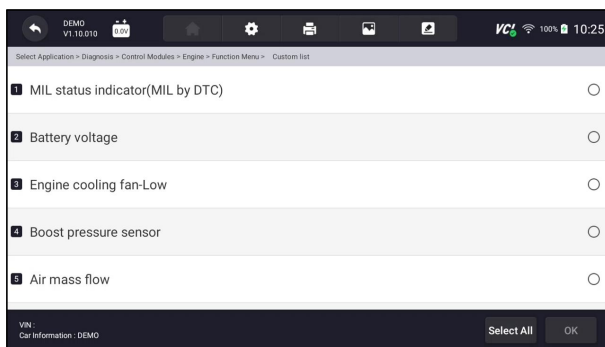 DEMO
V1.10.010
0.0V
VCI
100%
10:25
Select Application > Diagnosis > Control Modules > Engine > Function Menu > Custom list
1 MIL status indicator(MIL by DTC)
2 Battery voltage
3 Engine cooling fan-Low
4 Boost pressure sensor
5 Air mass flow
VIN :
Car Information : DEMO
Select All
OK